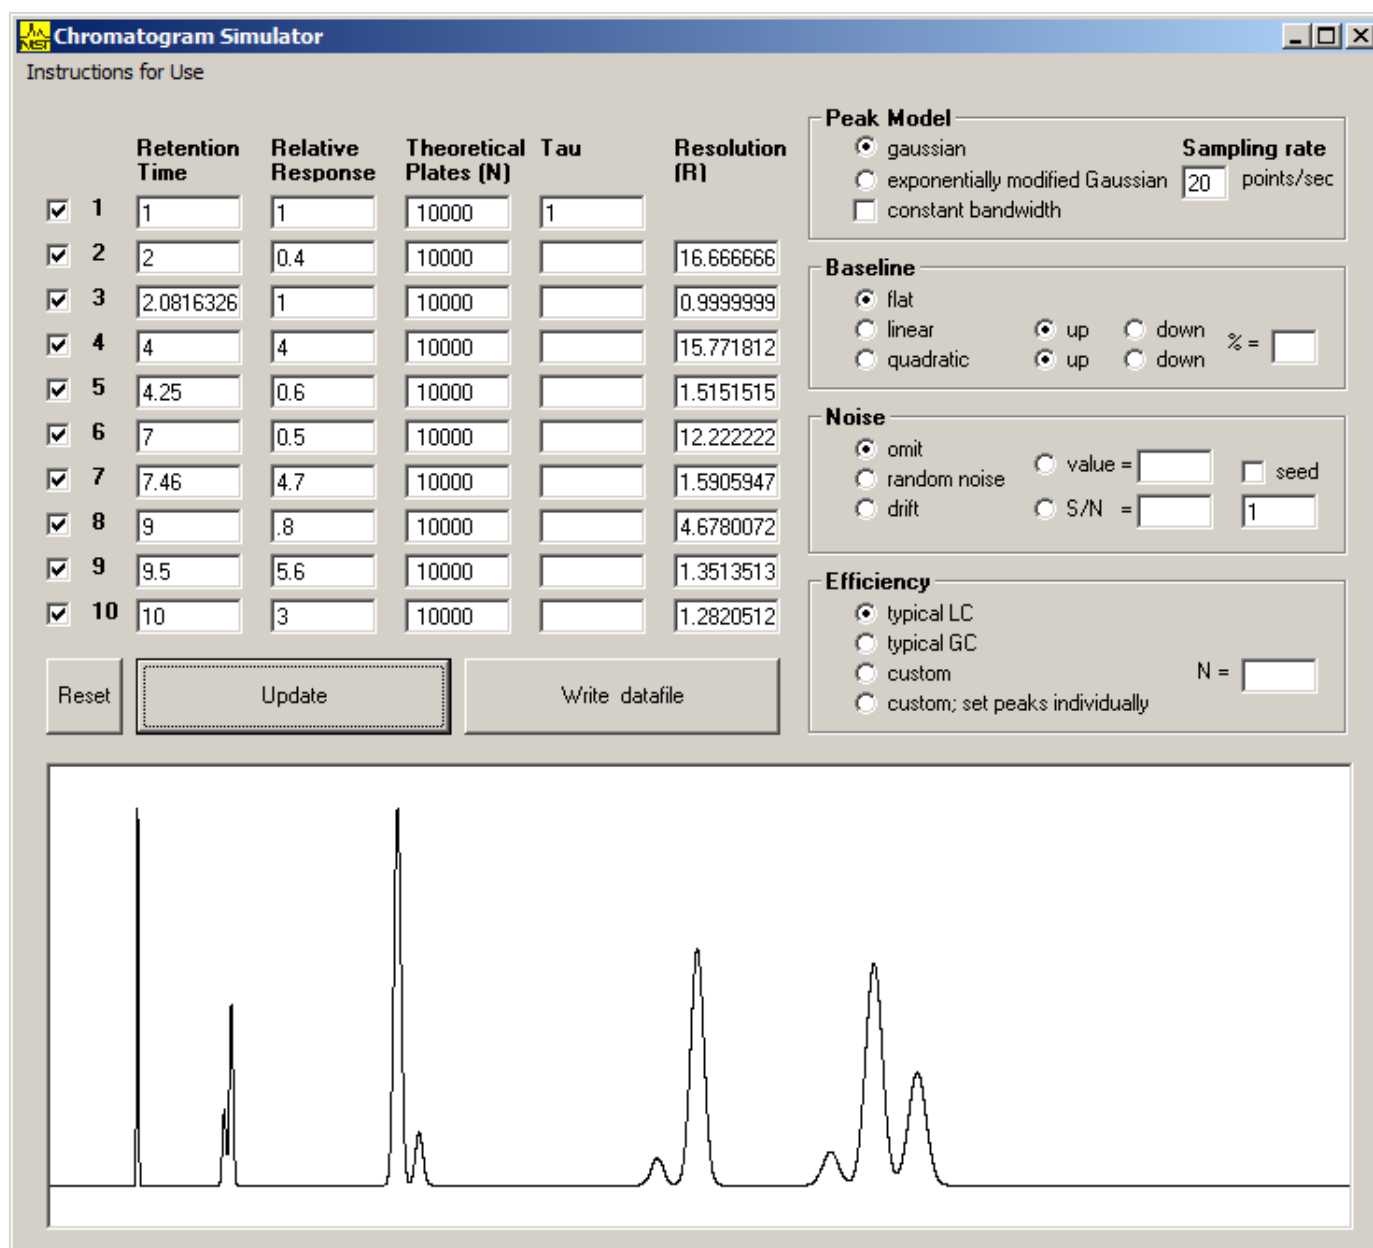 NIST Chromatogram Simulator
Instructions for Use
Retention Time Relative Response Theoretical Plates (N) Tau Resolution (R)
1 1 1 10000 1
2 2 0.4 10000 16.666666
3 2.0816326 1 10000 0.9999999
4 4 4 10000 15.771812
5 4.25 0.6 10000 1.5151515
6 7 0.5 10000 12.222222
7 7.46 4.7 10000 1.5905947
8 9 .8 10000 4.6780072
9 9.5 5.6 10000 1.3513513
10 10 3 10000 1.2820512
Reset Update Write datafile
Peak Model
gaussian Sampling rate
exponentially modified Gaussian 20 points/sec
constant bandwidth
Baseline
flat
linear up down
quadratic up down % =
Noise
omit
random noise value = seed
drift S/N = 1
Efficiency
typical LC
typical GC
custom N =
custom; set peaks individually